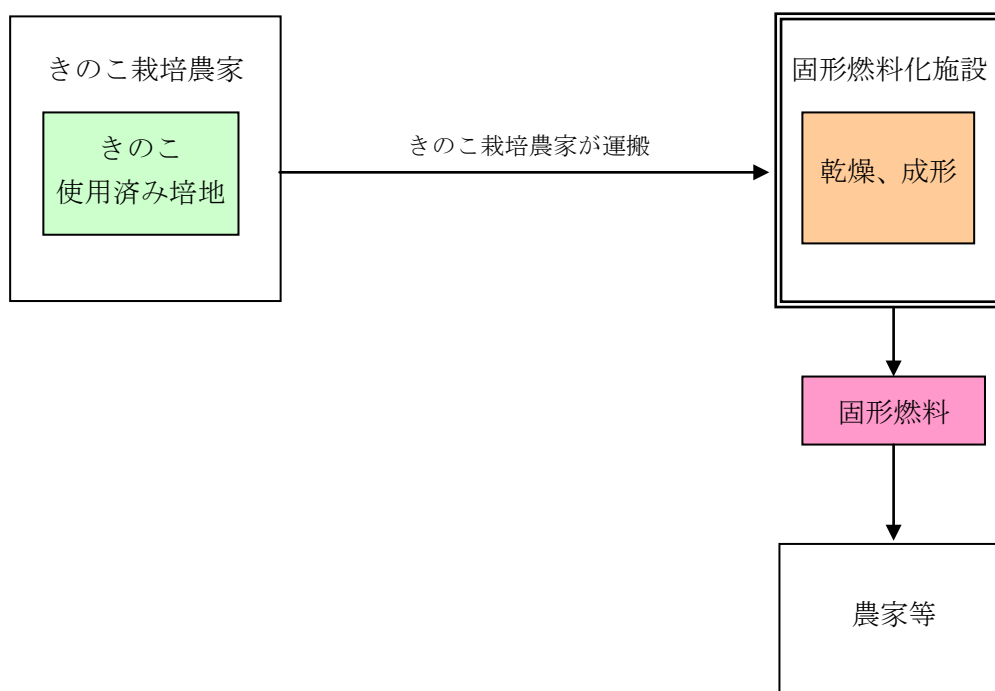 きのこ栽培農家
きのこ
使用済み培地
きのこ栽培農家が運搬
固形燃料化施設
乾燥、成形
固形燃料
農家等